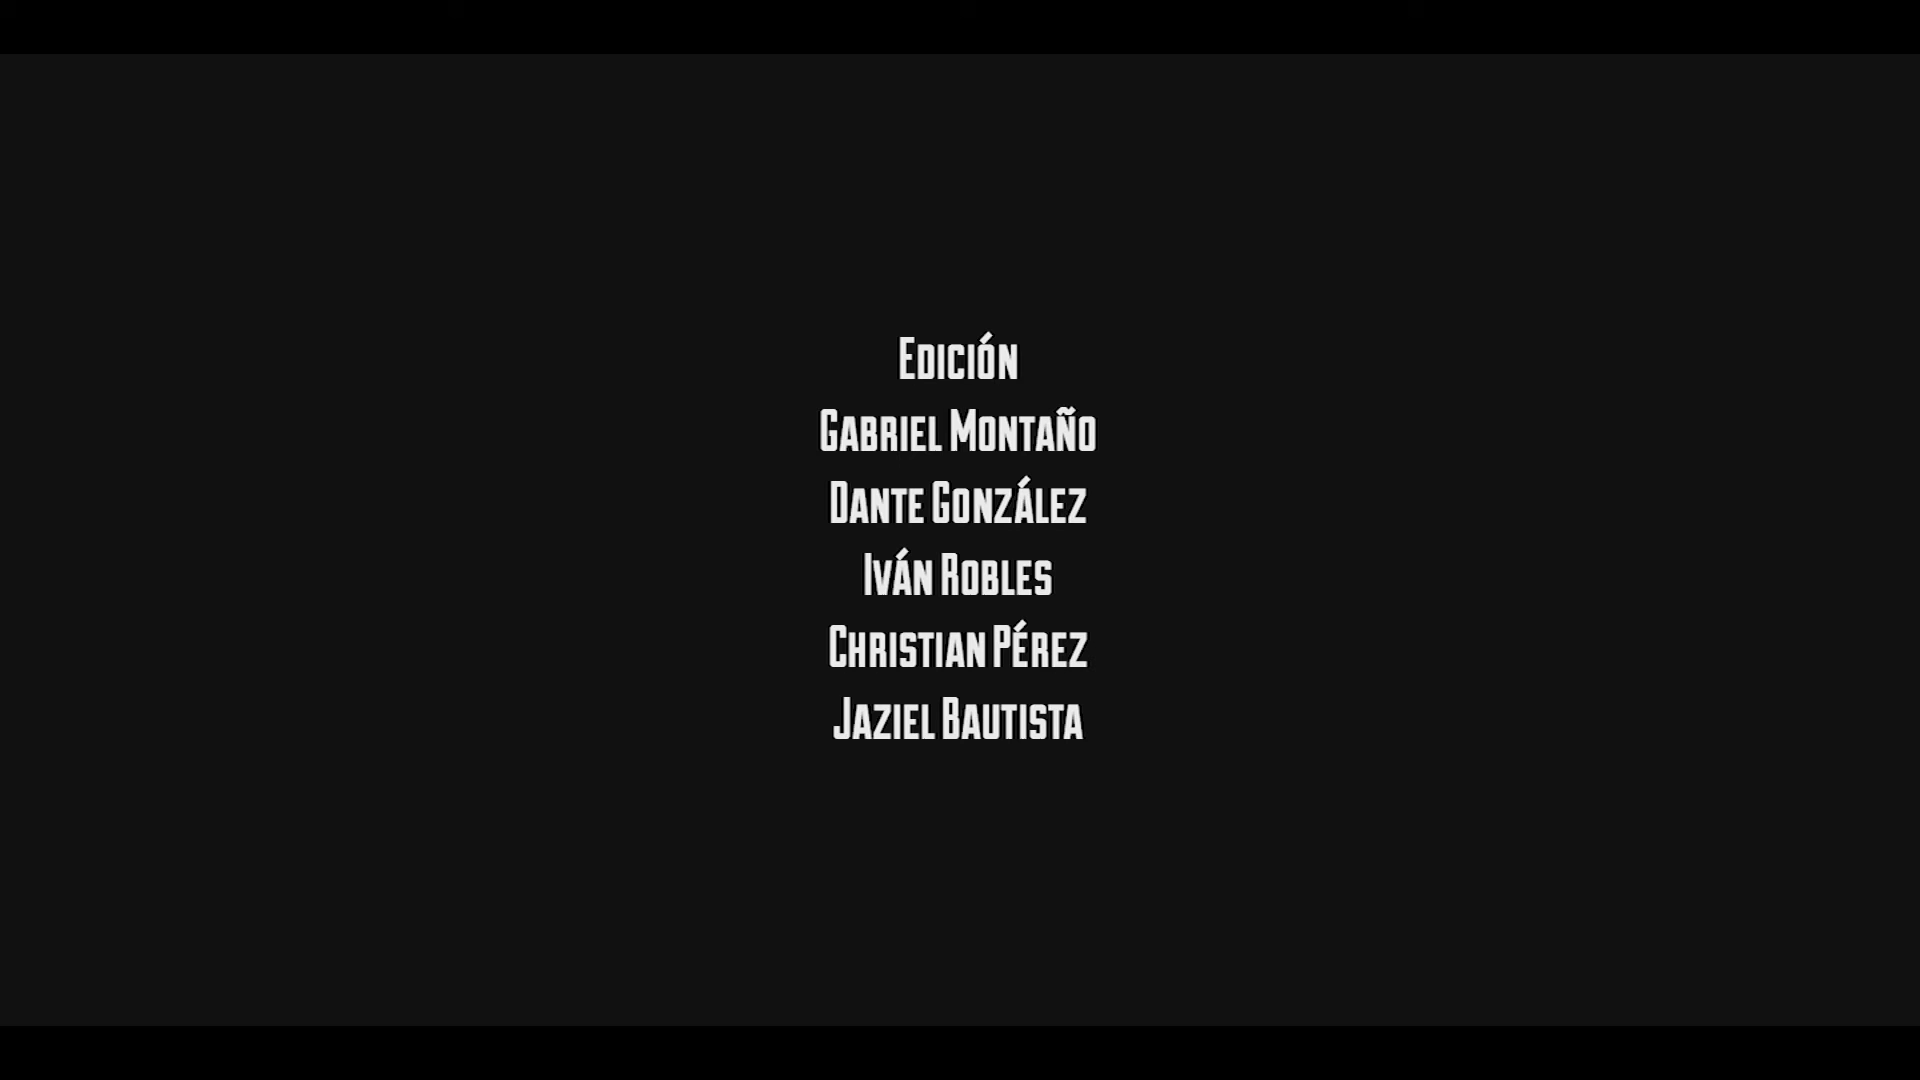 Edición
Gabriel Montaño
Dante González
Iván Robles
Christian Pérez
Jaziel Bautista